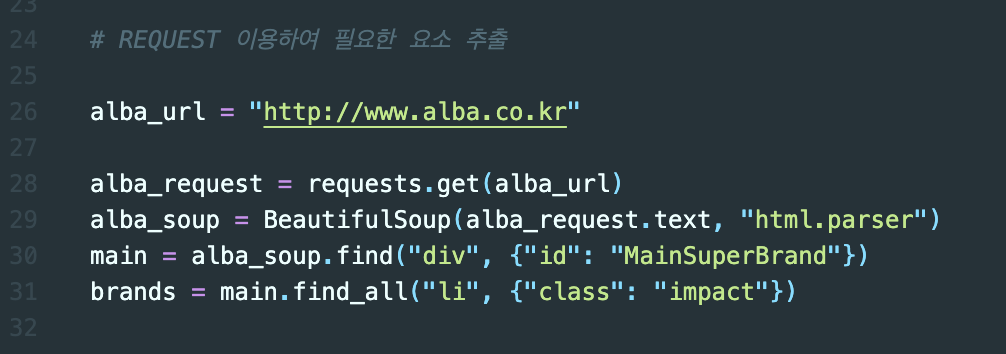 23
24 # REQUEST 이용하여 필요한 요소 추출
25
26 alba_url = "http://www.alba.co.kr"
27
28 alba_request = requests.get(alba_url)
29 alba_soup = BeautifulSoup(alba_request.text, "html.parser")
30 main = alba_soup.find("div", {"id": "MainSuperBrand"})
31 brands = main.find_all("li", {"class": "impact"})
32